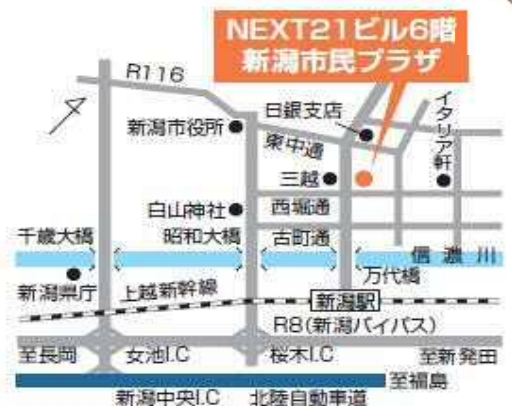 NEXT21ビル6階
新潟市民プラザ
R116
日銀支店
イタリア軒
新潟市役所
東中通
三越
西堀通
白山神社
千歳大橋
昭和大橋
古町通
信濃川
万代橋
新潟県庁
上越新幹線
新潟駅
R8(新潟バイパス)
至長岡
女池I.C
桜木I.C
至新発田
至福島
新潟中央I.C
北陸自動車道